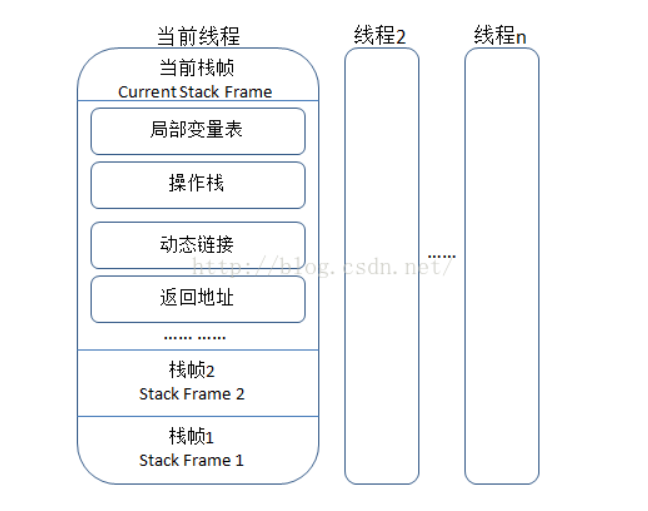 当前线程
线程2
线程n
当前栈帧
Current Stack Frame
局部变量表
操作栈
动态链接
http://blog.csdn.net/
……
返回地址
…… ……
栈帧2
Stack Frame 2
栈帧1
Stack Frame 1